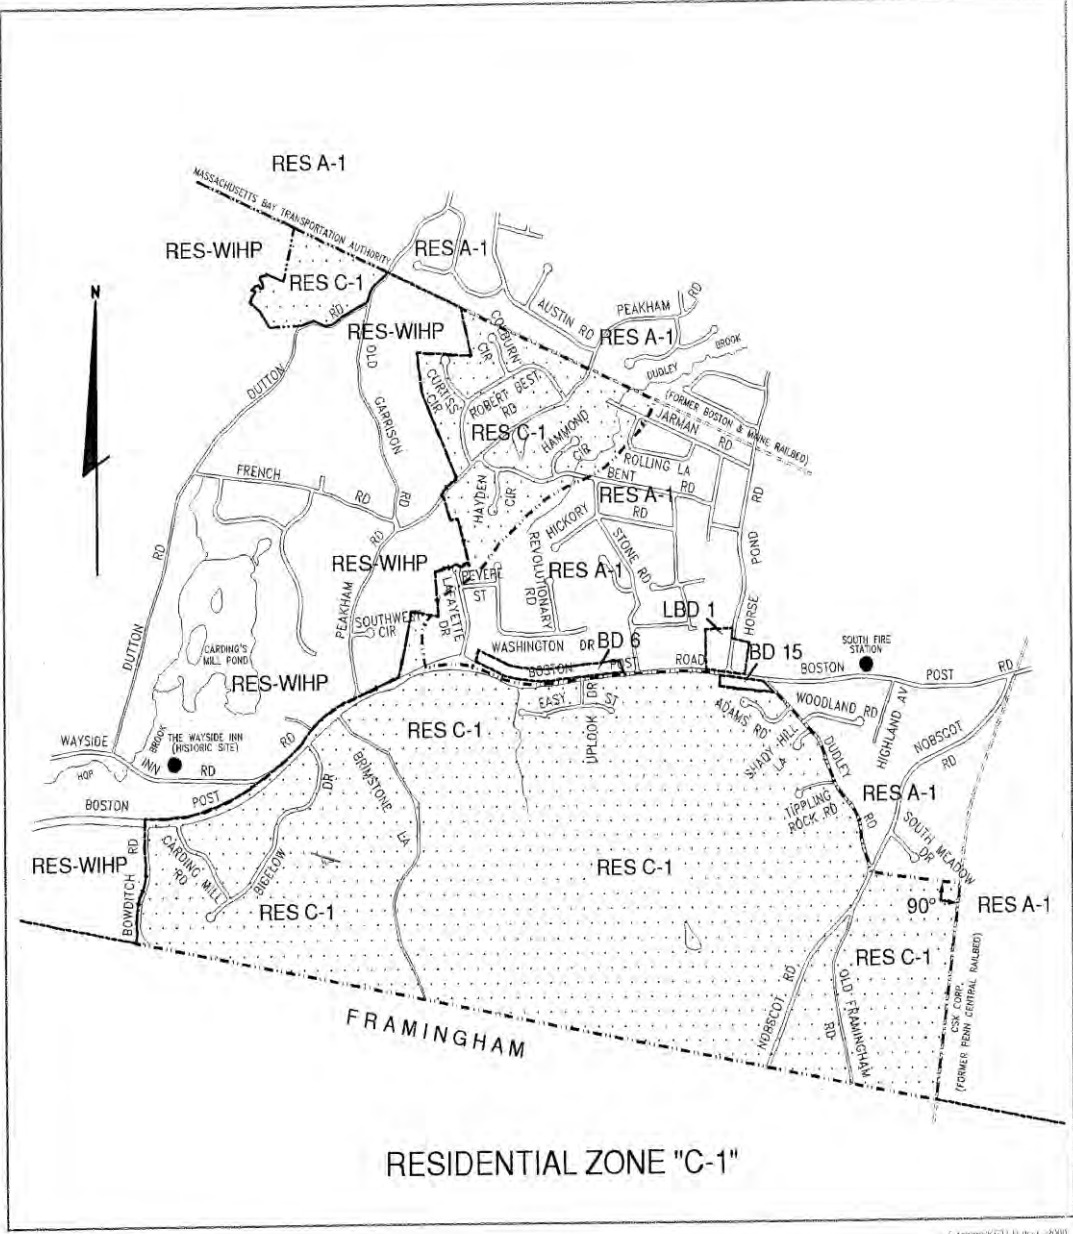 RES A-1
MASSACHUSETTS BAY TRANSPORTATION AUTHORITY
RES-WIHP
RES A-1
RES C-1
RD
N
RES-WIHP
OLD
COLBURN
CIR
AUSTIN RD
PEAKHAM
RD
RES A-1
BROOK
DUDLEY
DUTTON
CURTISS
CIR
ROBERT BEST
RD
(FORMER BOSTON & MAINE RAILBED)
GARRISON
RD
RES C-1
HAMMOND
CIR
JARMAN
RD
ROLLING LA
FRENCH
RD
BENT
RD
RES A-1
RD
HAYDEN
CIR
HICKORY
RD
STONE RD
HORSE
POND
RD
REVOLUTIONARY
RD
RD
DUTTON
RD
RES-WIHP
PEAKHAM
LAFAYETTE
DR
REVERE
ST
RES A-1
SOUTHWEST
CIR
LBD 1
WASHINGTON DR
BD 6
BD 15
SOUTH FIRE
STATION
CARDING'S
MILL POND
BOSTON
POST
ROAD
BOSTON
POST
RD
RES-WIHP
EASY
ST
DR
UPLOOK
ADAMS RD
WOODLAND RD
HIGHLAND AV
NOBSCOT
RD
WAYSIDE
INN
RD
BROOK
HOP
THE WAYSIDE INN
(HISTORIC SITE)
RD
RES C-1
BRIMSTONE
LA
SHADY HILL
LA
DUDLEY
RD
BOSTON
POST
DR
TIPPLING
ROCK RD
RES A-1
SOUTH MEADOW
DR
RES-WIHP
BOWDITCH
RD
CARDING MILL
RD
BIGELOW
RES C-1
RES C-1
90°
RES A-1
RES C-1
NOBSCOT
RD
OLD FRAMINGHAM
RD
CSX CORP.
(FORMER PENN CENTRAL RAILBED)
FRAMINGHAM
RESIDENTIAL ZONE "C-1"